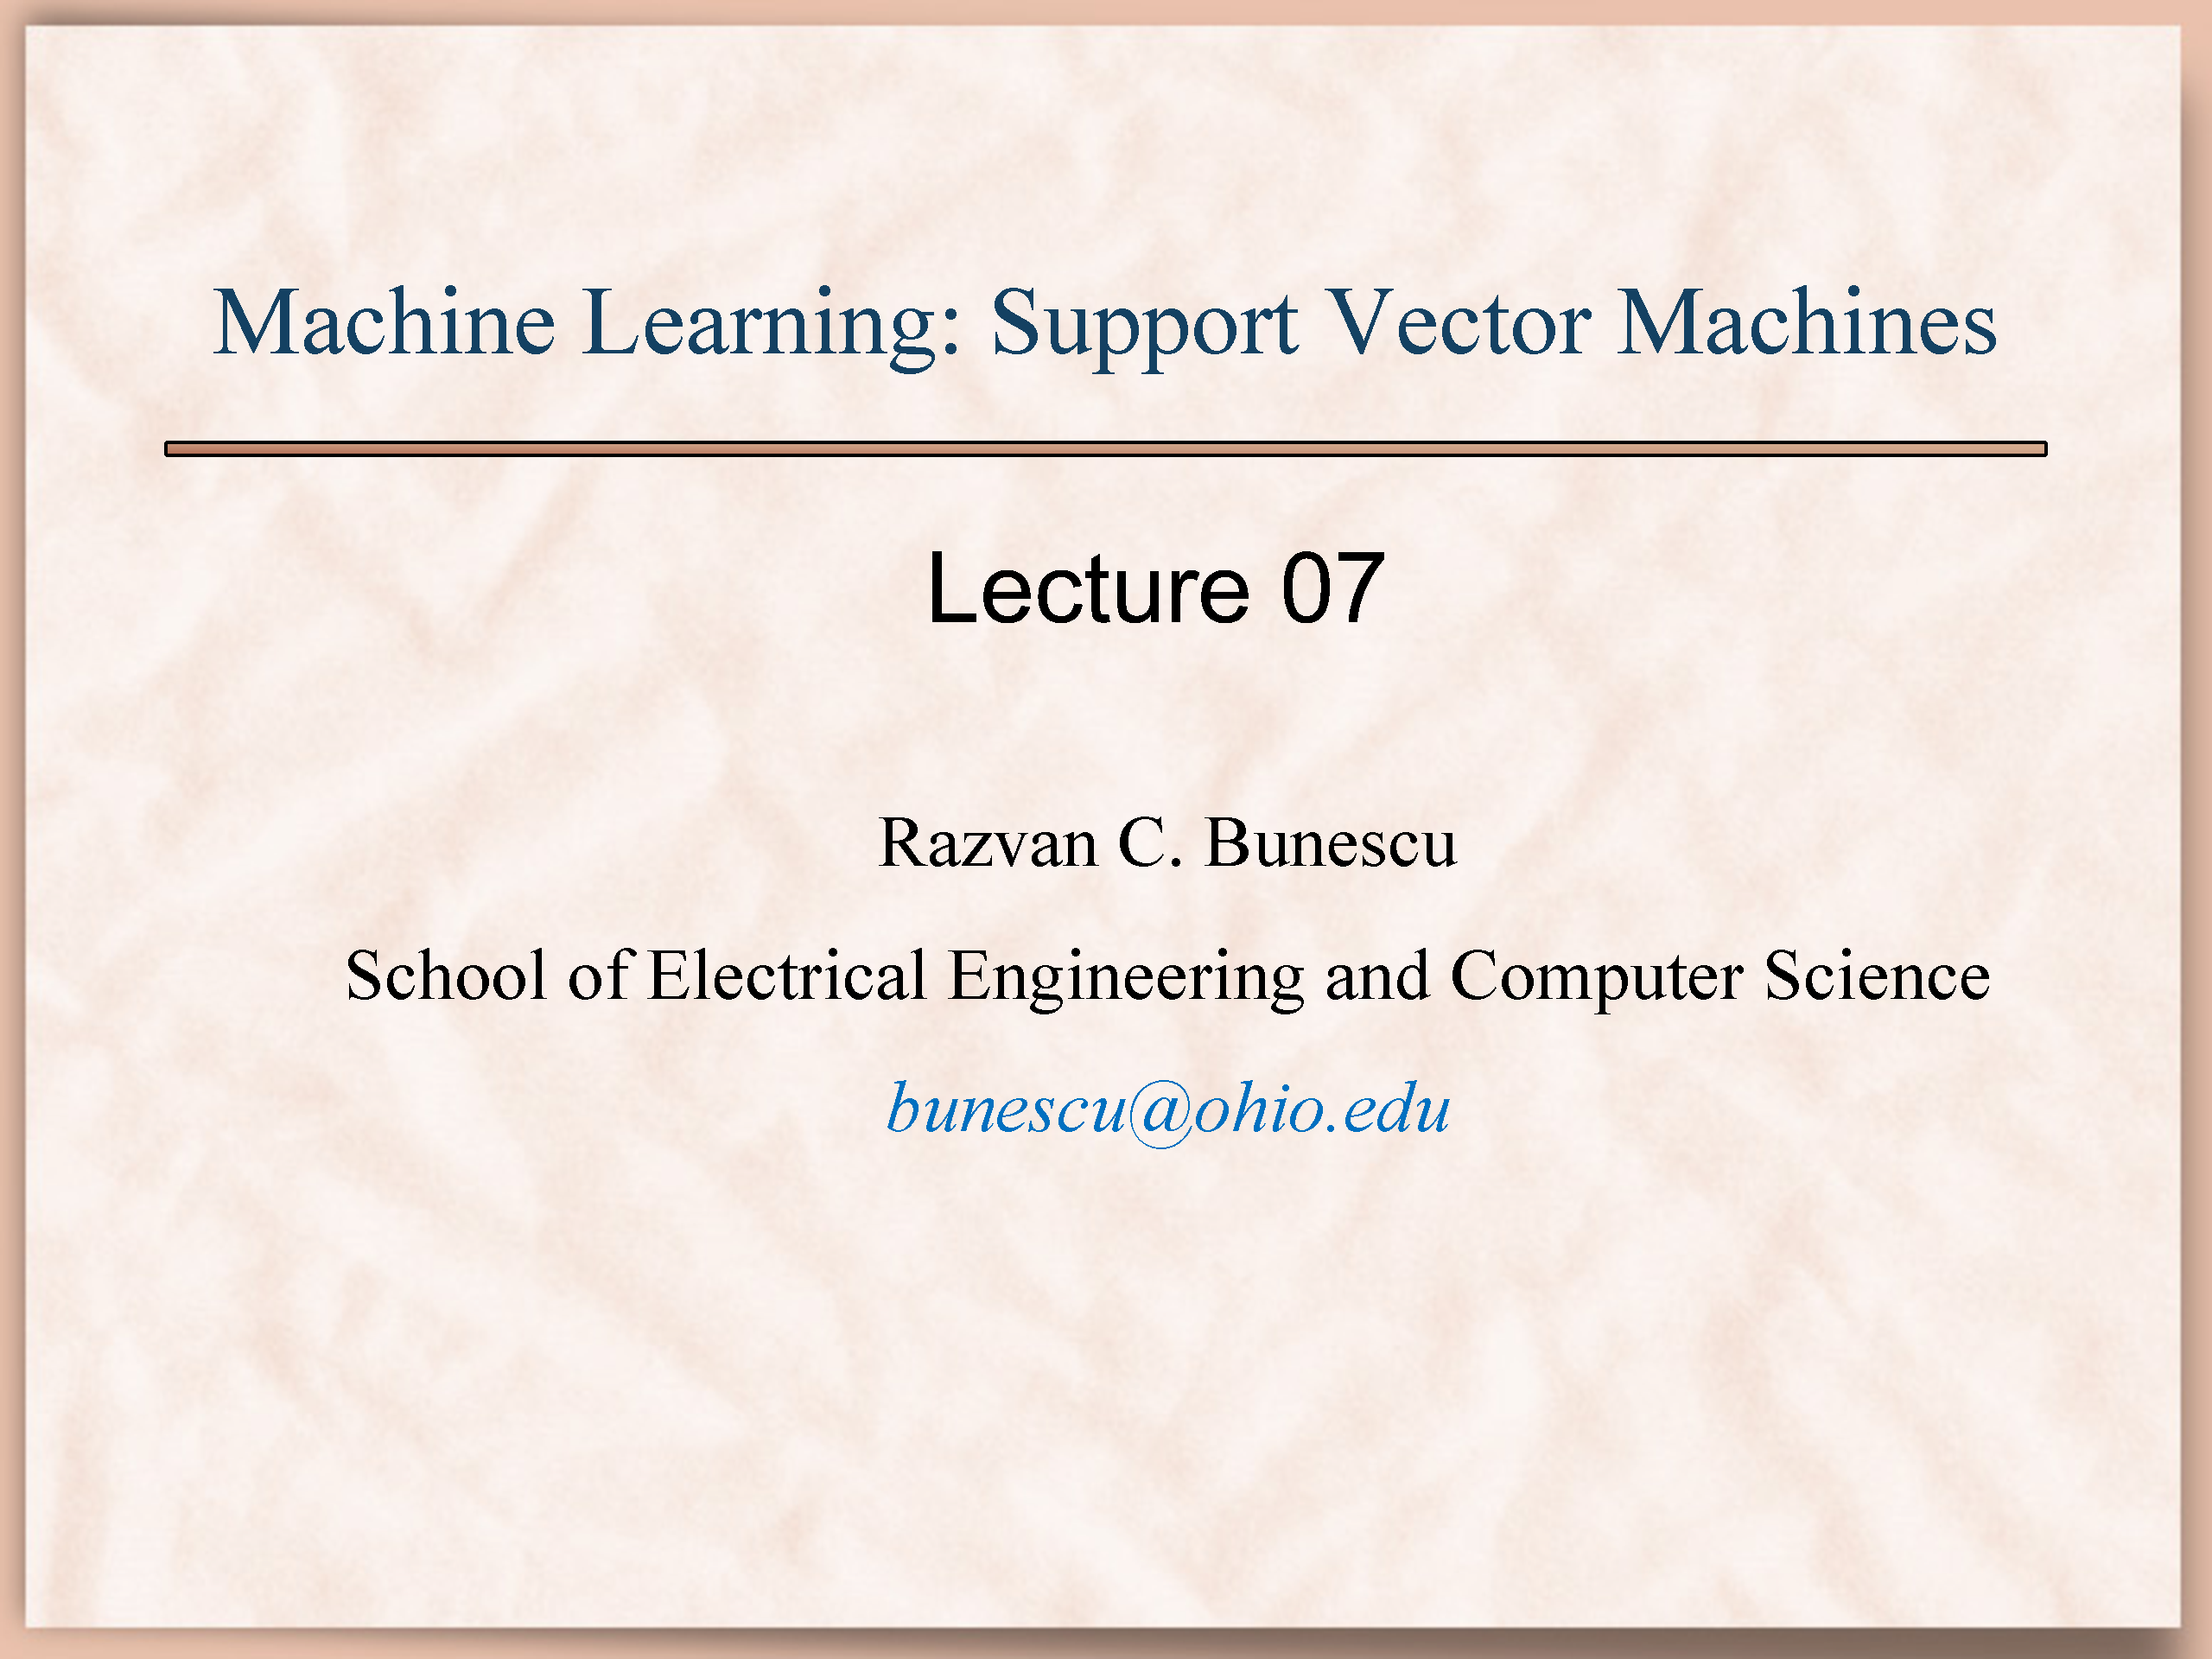 Machine Learning: Support Vector Machines
Lecture 07
Razvan C. Bunescu
School of Electrical Engineering and Computer Science
bunescu@ohio.edu